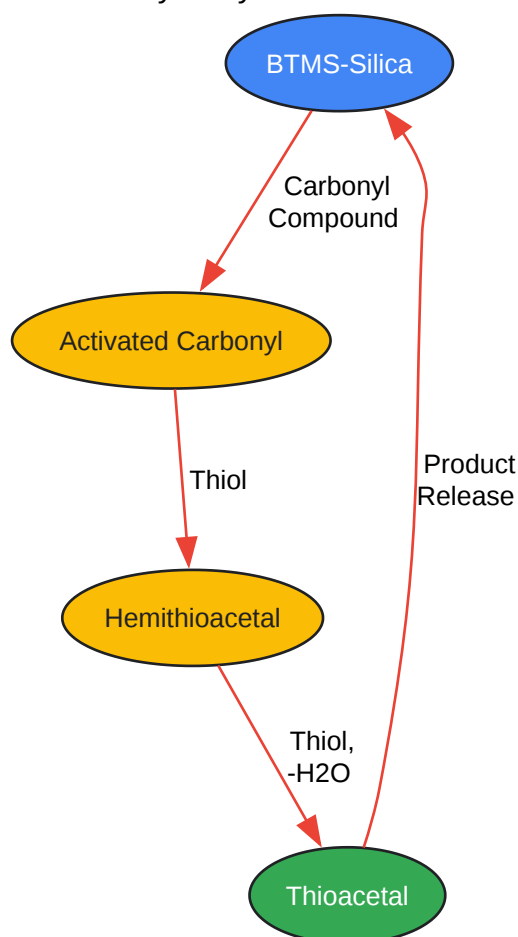 BTMS-Silica
Carbonyl
Compound
Activated Carbonyl
Thiol
Product
Release
Hemithioacetal
Thiol,
-H2O
Thioacetal